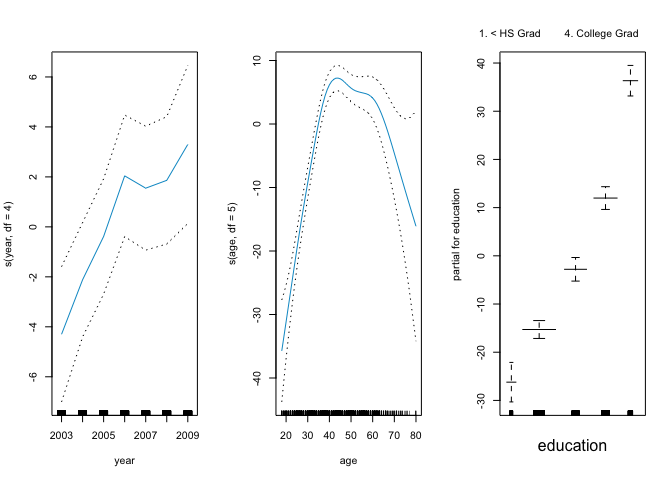 1. < HS Grad 4. College Grad
s(year, df = 4)
6
4
2
0
-2
-4
-6
2003 2005 2007 2009
year
s(age, df = 5)
10
0
-10
-20
-30
-40
20 30 40 50 60 70 80
age
partial for education
40
30
20
10
0
-10
-20
-30
education